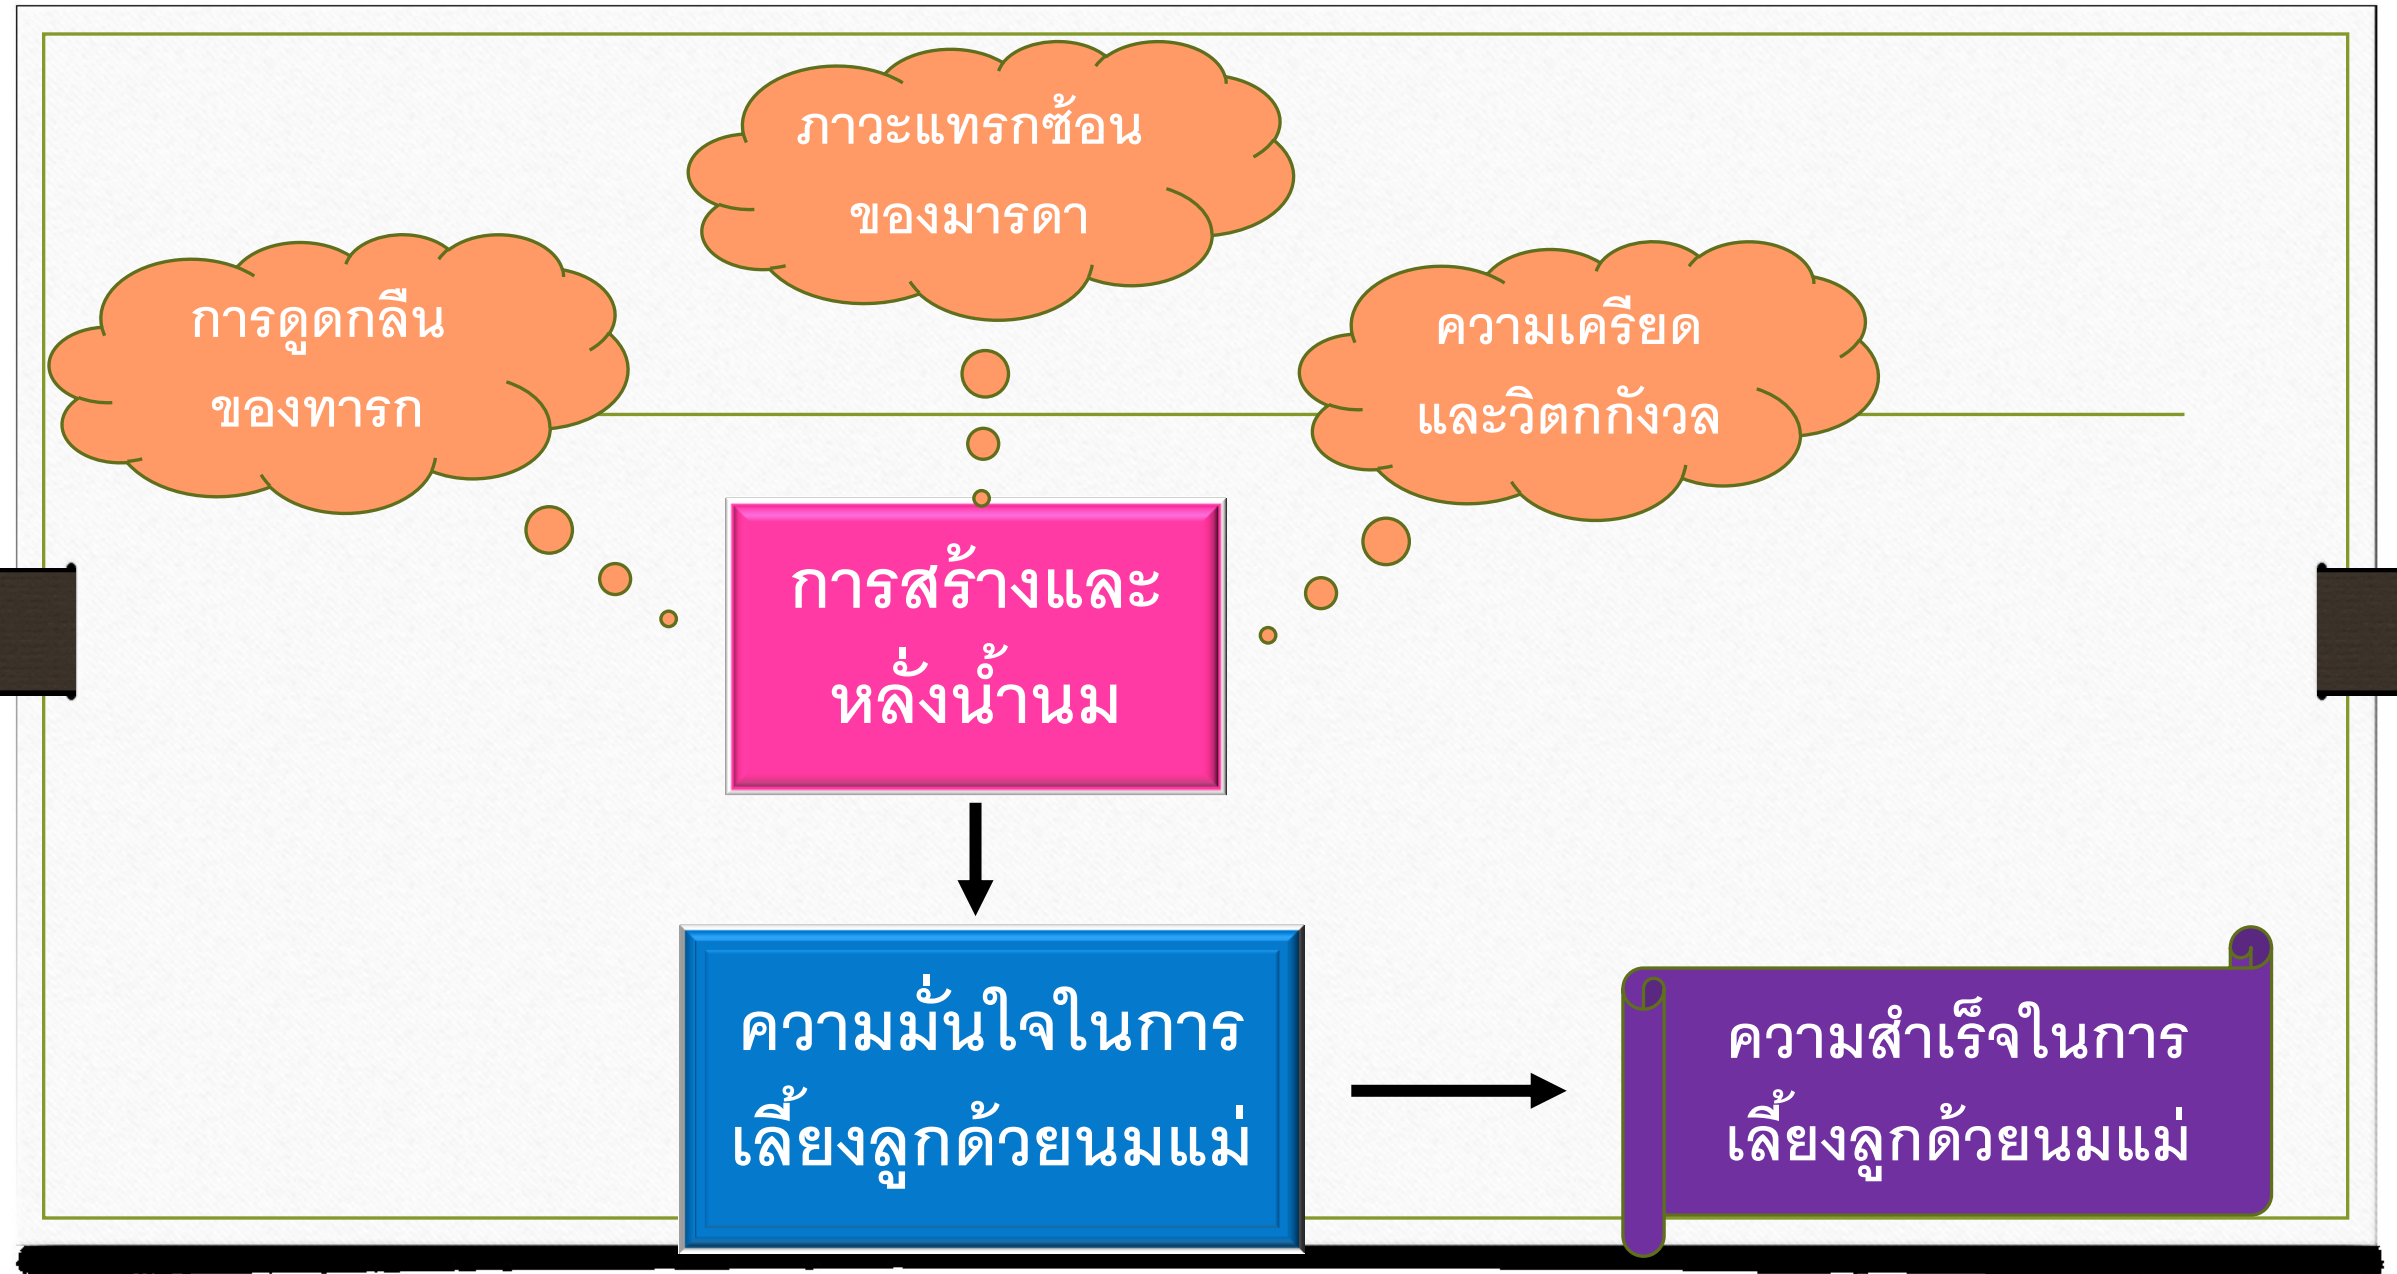 ภาวะแทรกซ้อน
ของมารดา
การดูดกลืน
ของทารก
ความเครียด
และวิตกกังวล
การสร้างและ
หลั่งน้ำนม
ความมั่นใจในการ
เลี้ยงลูกด้วยนมแม่
ความสำเร็จในการ
เลี้ยงลูกด้วยนมแม่